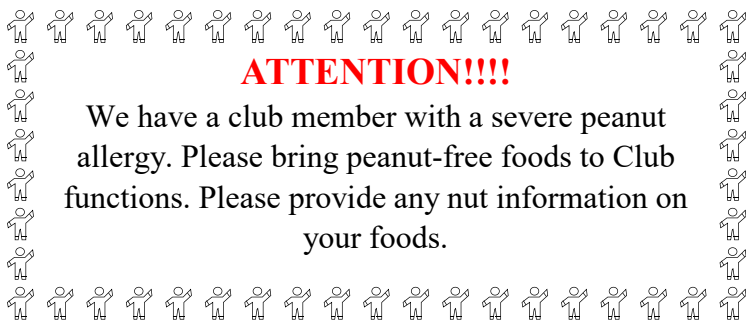 ATTENTION!!!!
We have a club member with a severe peanut
allergy. Please bring peanut-free foods to Club
functions. Please provide any nut information on
your foods.